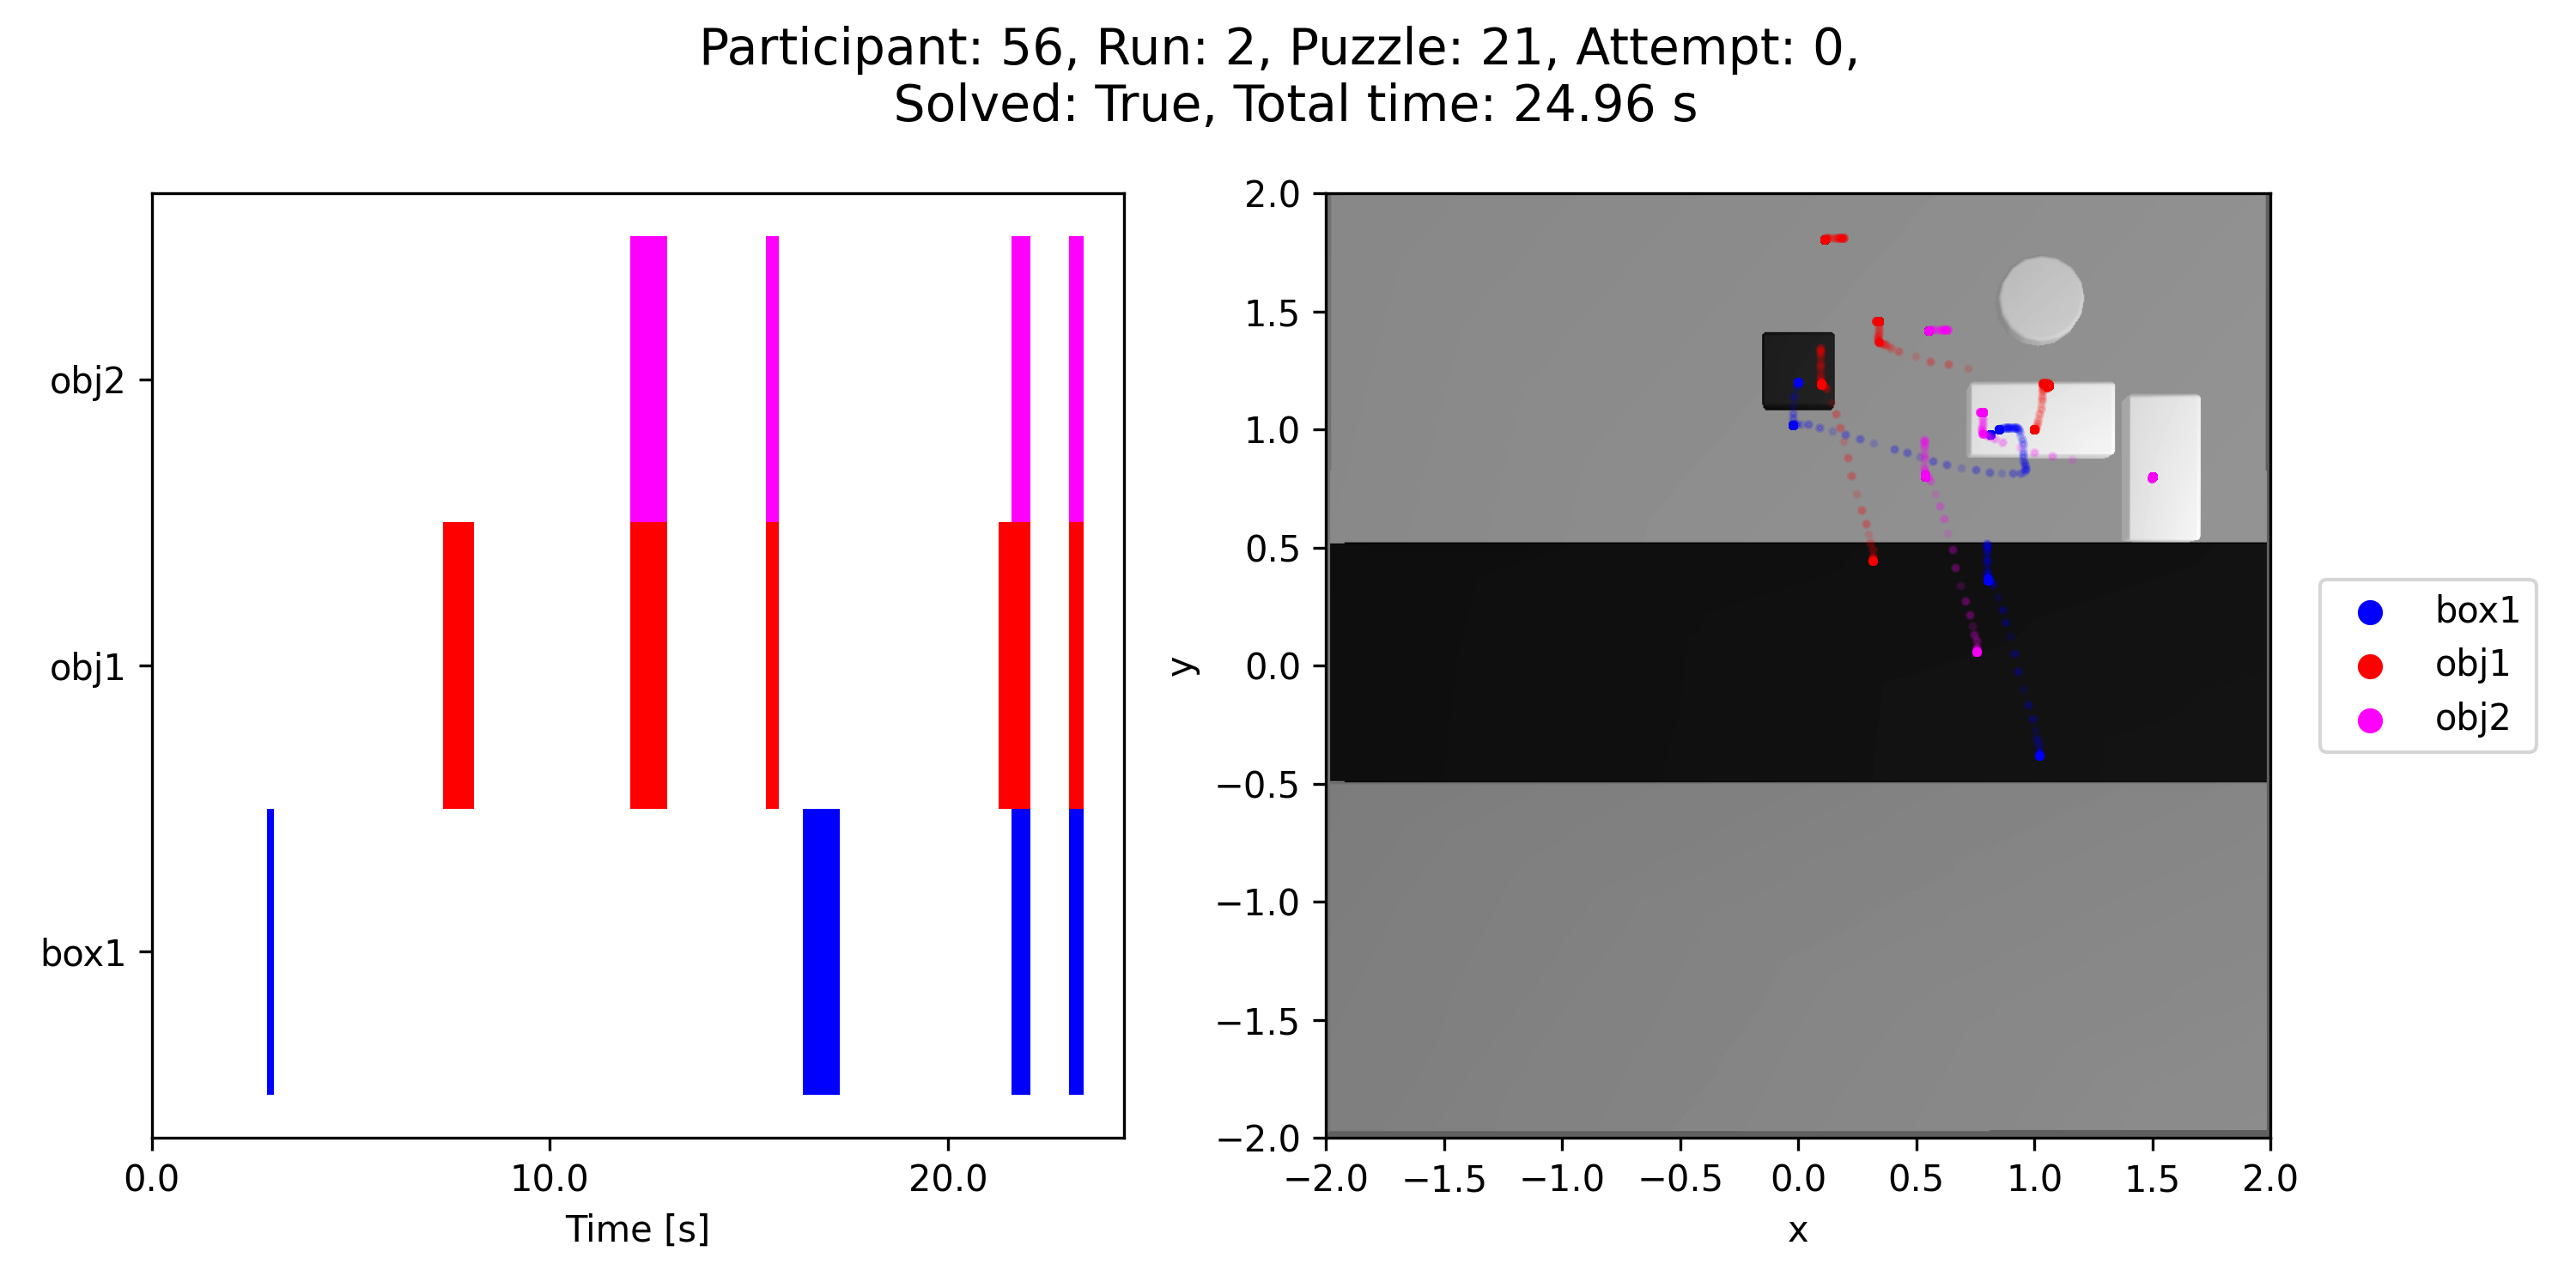 Participant: 56, Run: 2, Puzzle: 21, Attempt: 0,
Solved: True, Total time: 24.96 s
obj2
obj1
box1
0.0 10.0 20.0
Time [s]
2.0
1.5
1.0
0.5
0.0
−0.5
−1.0
−1.5
−2.0
y
−2.0 −1.5 −1.0 −0.5 0.0 0.5 1.0 1.5 2.0
x
box1
obj1
obj2